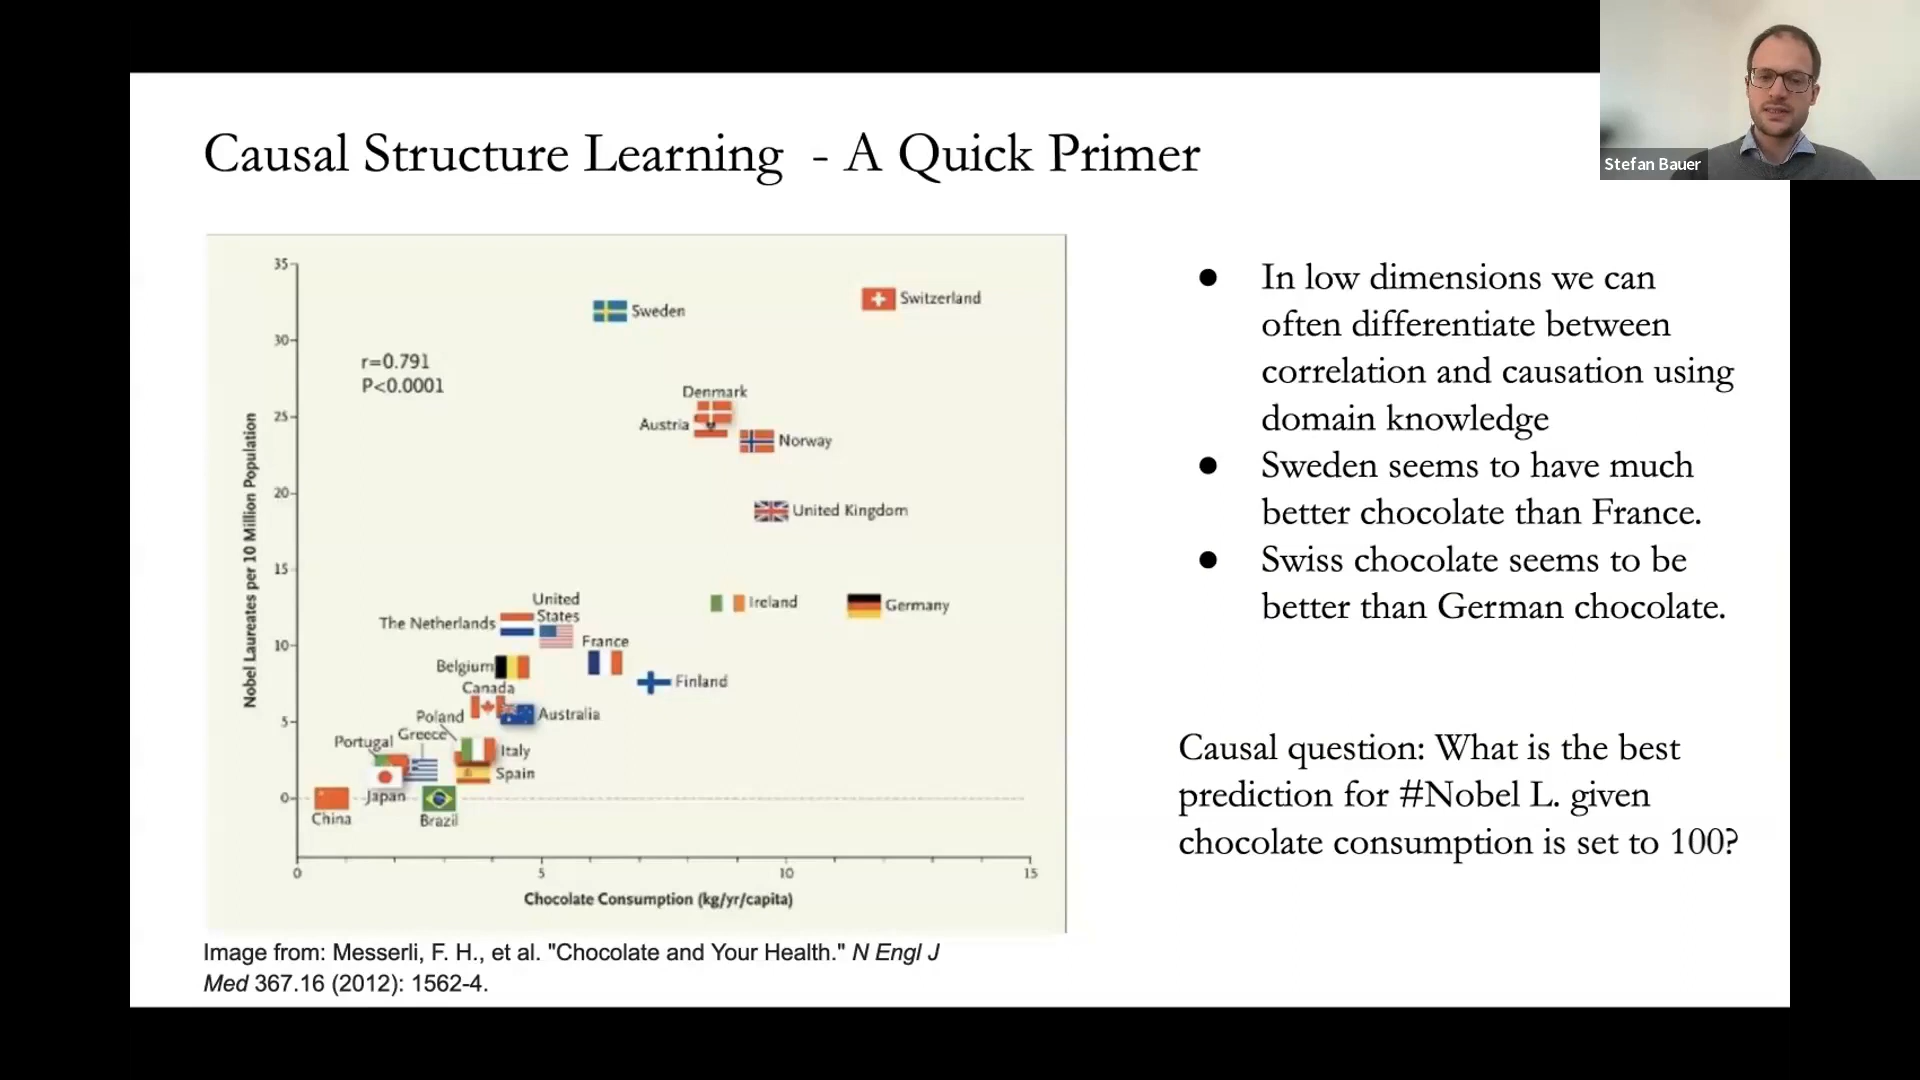 Stefan Bauer
Causal Structure Learning - A Quick Primer
35
30
25
20
15
10
5
0
Nobel Laureates per 10 Million Population
r=0.791
P<0.0001
Sweden
Switzerland
Denmark
Austria
Norway
United Kingdom
United
States
The Netherlands
Ireland
Germany
France
Belgium
Finland
Canada
Australia
Poland
Greece
Portugal
Italy
Spain
Japan
China
Brazil
0
5
10
15
Chocolate Consumption (kg/yr/capita)
Image from: Messerli, F. H., et al. "Chocolate and Your Health." N Engl J
Med 367.16 (2012): 1562-4.
● In low dimensions we can
often differentiate between
correlation and causation using
domain knowledge
● Sweden seems to have much
better chocolate than France.
● Swiss chocolate seems to be
better than German chocolate.
Causal question: What is the best
prediction for #Nobel L. given
chocolate consumption is set to 100?